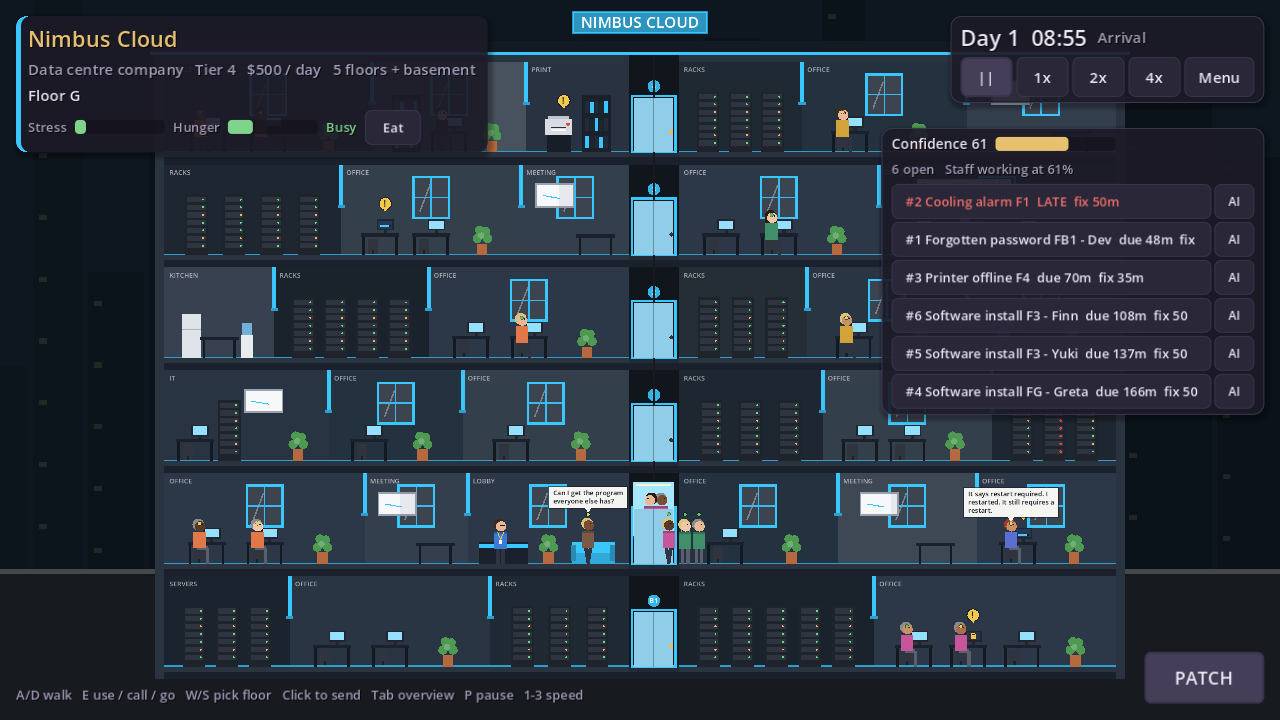 NIMBUS CLOUD
Nimbus Cloud
Data centre company Tier 4 $500 / day 5 floors + basement
Floor G
Stress
Hunger
Busy
Eat
Day 1 08:55 Arrival
||
1x
2x
4x
Menu
Confidence 61
6 open Staff working at 61%
#2 Cooling alarm F1 LATE fix 50m
AI
#1 Forgotten password FB1 - Dev due 48m fix
AI
#3 Printer offline F4 due 70m fix 35m
AI
#6 Software install F3 - Finn due 108m fix 50
AI
#5 Software install F3 - Yuki due 137m fix 50
AI
#4 Software install FG - Greta due 166m fix 50
AI
PRINT
RACKS
OFFICE
RACKS
OFFICE
MEETING
OFFICE
KITCHEN
RACKS
OFFICE
RACKS
OFFICE
IT
OFFICE
OFFICE
RACKS
OFFICE
OFFICE
MEETING
LOBBY
Can I get the program
everyone else has?
MEETING
OFFICE
It says restart required. I
restarted. It still requires a
restart.
SERVERS
OFFICE
RACKS
B1
RACKS
OFFICE
A/D walk E use / call / go W/S pick floor Click to send Tab overview P pause 1-3 speed
PATCH